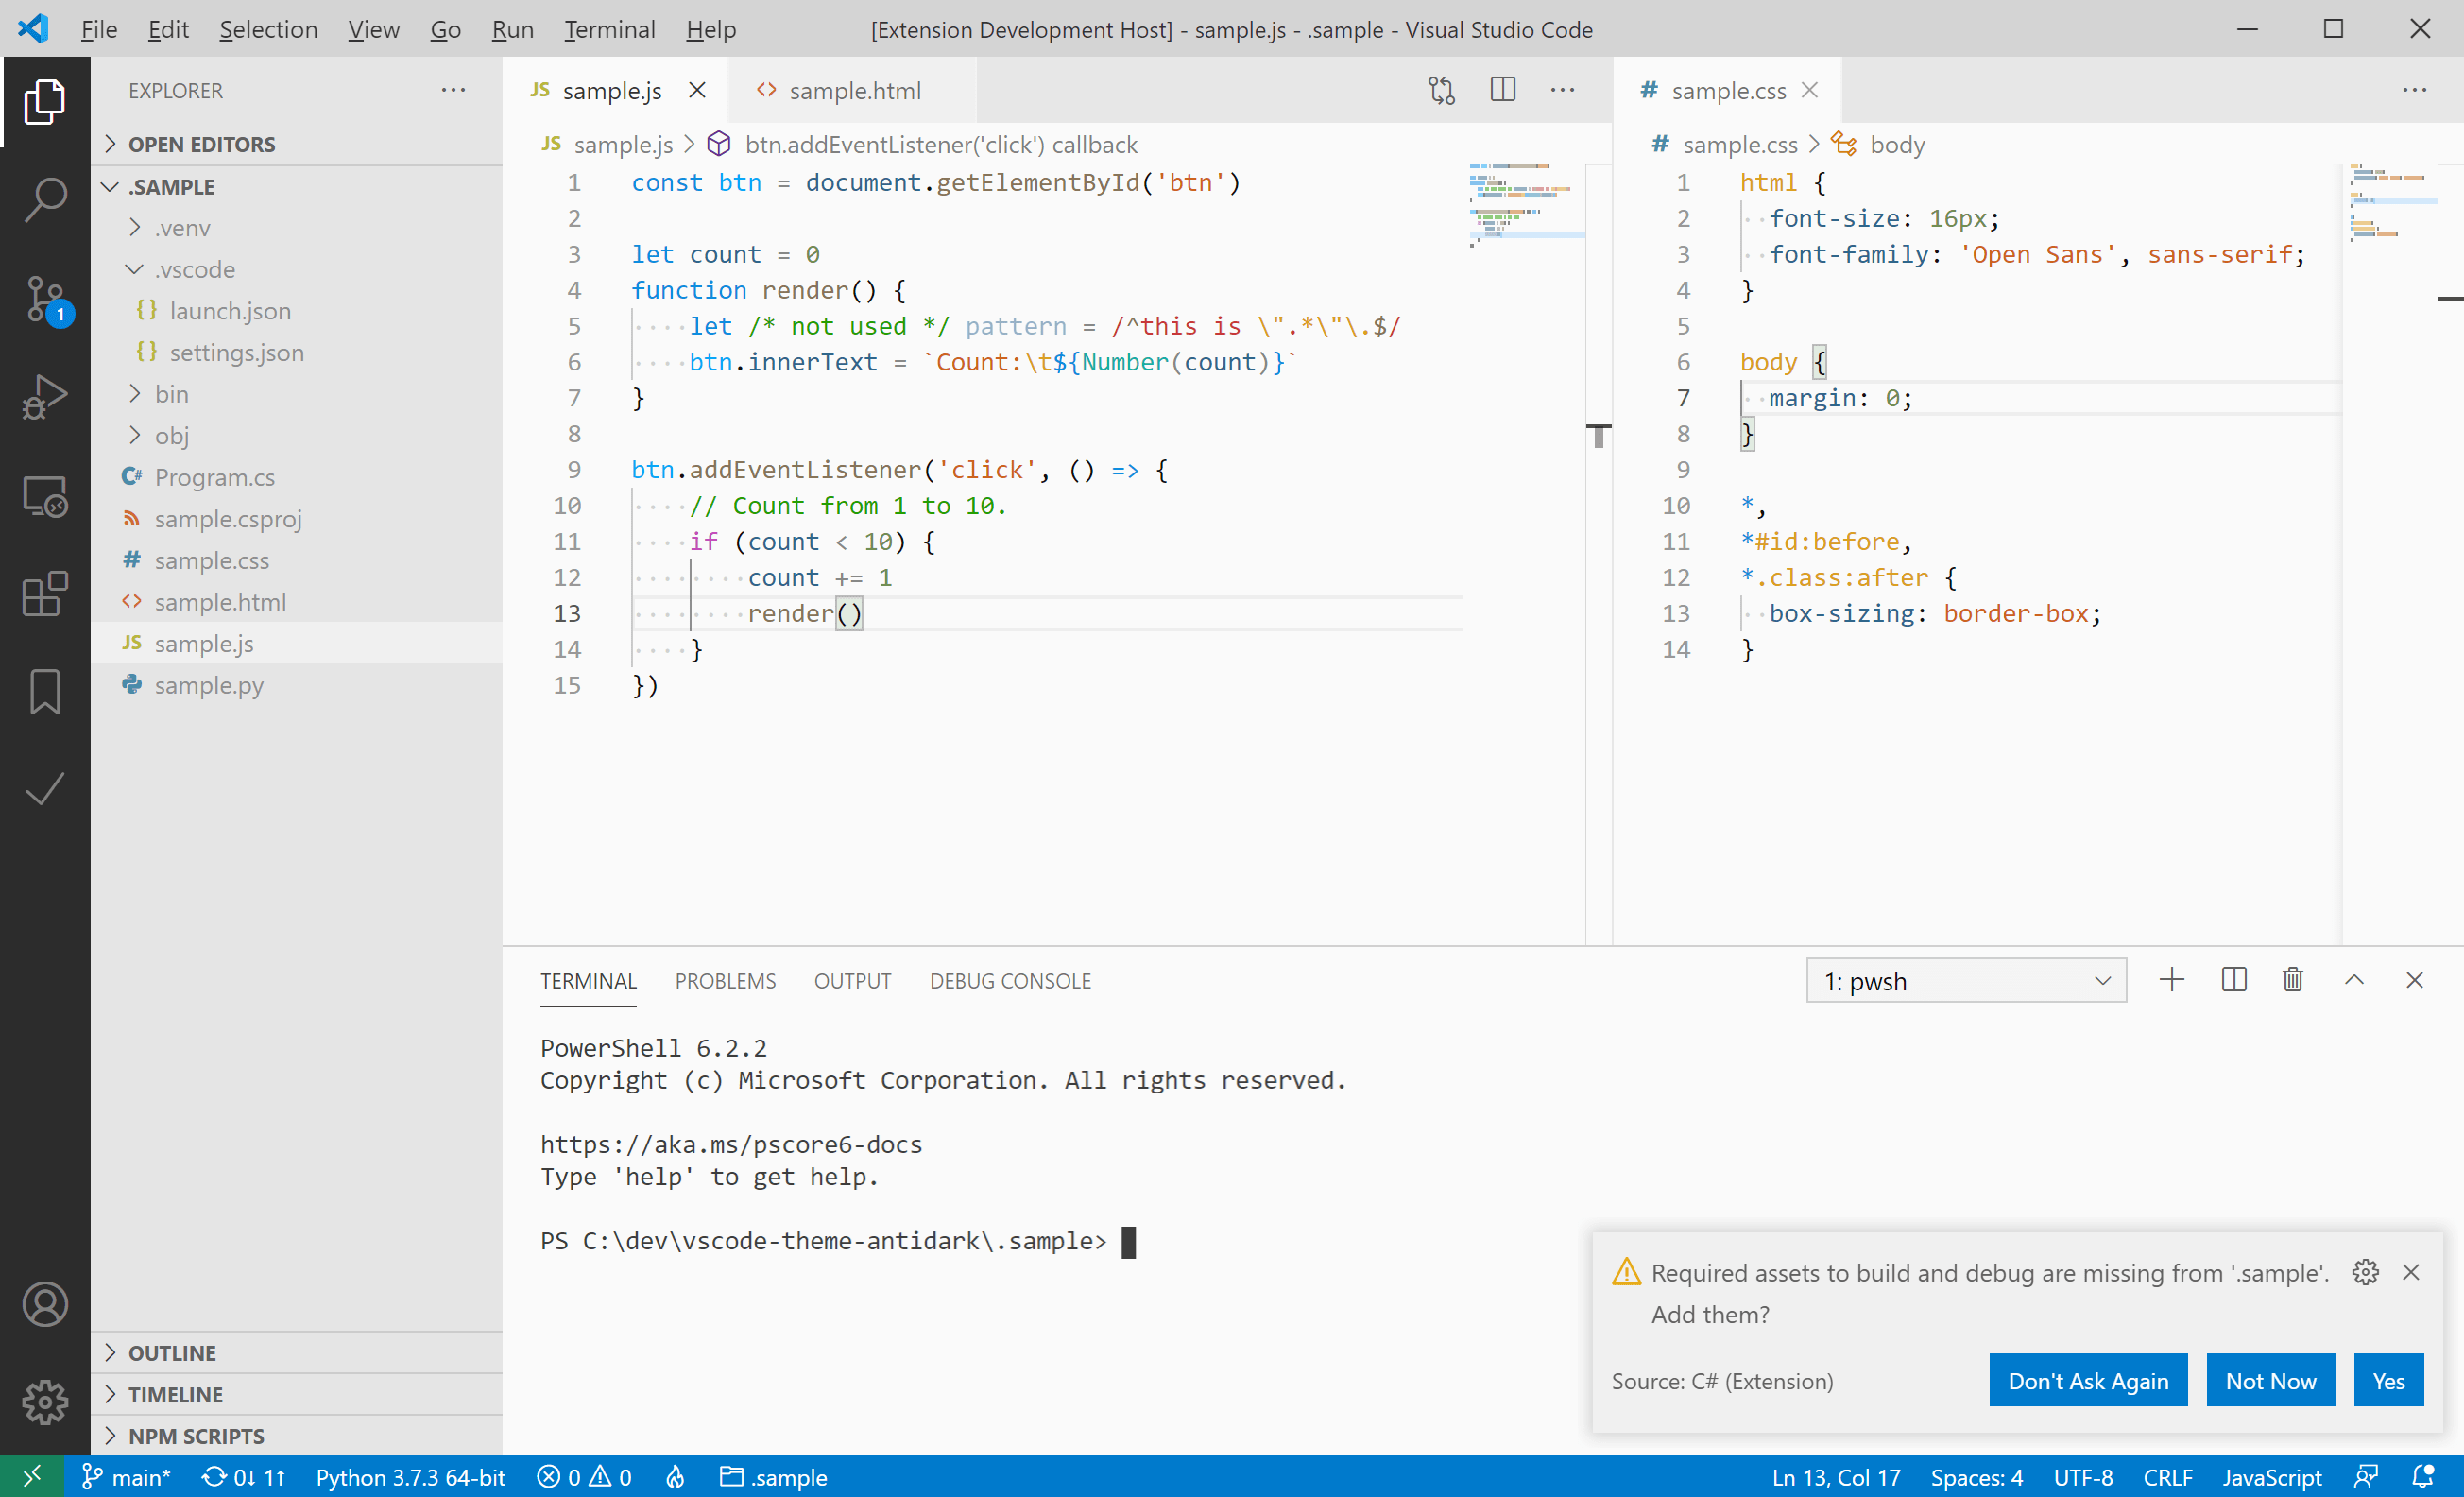 File Edit Selection View Go Run Terminal Help
[Extension Development Host] - sample.js - .sample - Visual Studio Code
EXPLORER
OPEN EDITORS
.SAMPLE
.venv
.vscode
{} launch.json
{} settings.json
bin
obj
C# Program.cs
sample.csproj
# sample.css
<> sample.html
JS sample.js
sample.py
OUTLINE
TIMELINE
NPM SCRIPTS
1
JS sample.js
<> sample.html
JS sample.js > btn.addEventListener('click') callback
1 const btn = document.getElementById('btn')
2
3 let count = 0
4 function render() {
5 ····let /* not used */ pattern = /^this is \".*\"\.$/
6 ····btn.innerText = `Count:\t${Number(count)}`
7 }
8
9 btn.addEventListener('click', () => {
10 ····// Count from 1 to 10.
11 ····if (count < 10) {
12 ········count += 1
13 ········render()
14 ····}
15 })
# sample.css
# sample.css > body
1 html {
2 ··font-size: 16px;
3 ··font-family: 'Open Sans', sans-serif;
4 }
5
6 body {
7 ··margin: 0;
8 }
9
10 *,
11 *#id:before,
12 *.class:after {
13 ··box-sizing: border-box;
14 }
TERMINAL PROBLEMS OUTPUT DEBUG CONSOLE
1: pwsh
PowerShell 6.2.2
Copyright (c) Microsoft Corporation. All rights reserved.
https://aka.ms/pscore6-docs
Type 'help' to get help.
PS C:\dev\vscode-theme-antidark\.sample>
Required assets to build and debug are missing from '.sample'.
Add them?
Source: C# (Extension)
Don't Ask Again
Not Now
Yes
main* 0↓ 1↑ Python 3.7.3 64-bit 0 0 .sample
Ln 13, Col 17 Spaces: 4 UTF-8 CRLF JavaScript